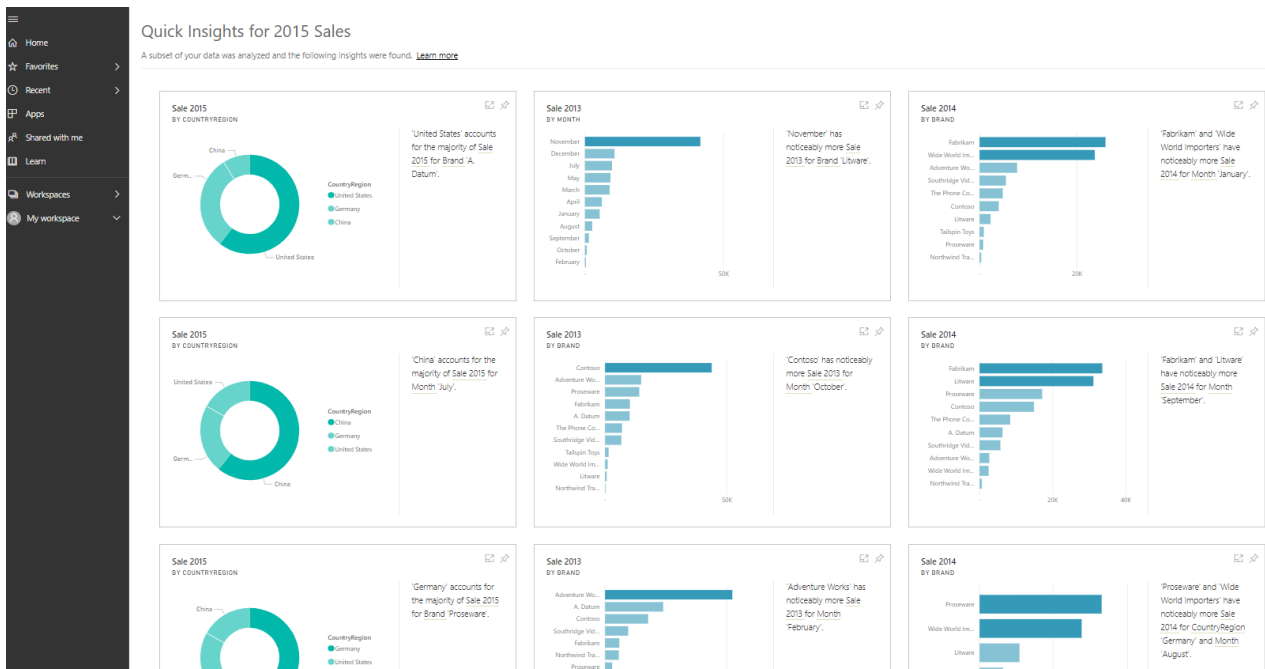 Home
Favorites
Recent
Apps
Shared with me
Learn
Workspaces
My workspace
Quick Insights for 2015 Sales
A subset of your data was analyzed and the following insights were found. Learn more
Sale 2015
BY COUNTRYREGION
China
Germ...
United States
CountryRegion
United States
Germany
China
'United States' accounts
for the majority of Sale
2015 for Brand 'A.
Datum'.
Sale 2013
BY MONTH
November
December
July
May
March
April
January
August
September
October
February
50K
'November' has
noticeably more Sale
2013 for Brand 'Litware'.
Sale 2014
BY BRAND
Fabrikam
Wide World Im...
Adventure Wo...
Southridge Vid...
The Phone Co...
Contoso
Litware
Tailspin Toys
Proseware
Northwind Tra...
20K
'Fabrikam' and 'Wide
World Importers' have
noticeably more Sale
2014 for Month 'January'.
Sale 2015
BY COUNTRYREGION
United States
Germ...
China
CountryRegion
China
Germany
United States
'China' accounts for the
majority of Sale 2015 for
Month 'July'.
Sale 2013
BY BRAND
Contoso
Adventure Wo...
Proseware
Fabrikam
A. Datum
The Phone Co...
Southridge Vid...
Tailspin Toys
Wide World Im...
Litware
Northwind Tra...
50K
'Contoso' has noticeably
more Sale 2013 for
Month 'October'.
Sale 2014
BY BRAND
Fabrikam
Litware
Proseware
Contoso
The Phone Co...
A. Datum
Southridge Vid...
Adventure Wo...
Wide World Im...
Northwind Tra...
20K
40K
'Fabrikam' and 'Litware'
have noticeably more
Sale 2014 for Month
'September'.
Sale 2015
BY COUNTRYREGION
China
CountryRegion
Germany
United States
'Germany' accounts for
the majority of Sale 2015
for Brand 'Proseware'.
Sale 2013
BY BRAND
Adventure Wo...
A. Datum
Contoso
Southridge Vid...
Fabrikam
Northwind Tra...
Proseware
'Adventure Works' has
noticeably more Sale
2013 for Month
'February'.
Sale 2014
BY BRAND
Proseware
Wide World Im...
Litware
'Proseware' and 'Wide
World Importers' have
noticeably more Sale
2014 for CountryRegion
'Germany' and Month
'August'.